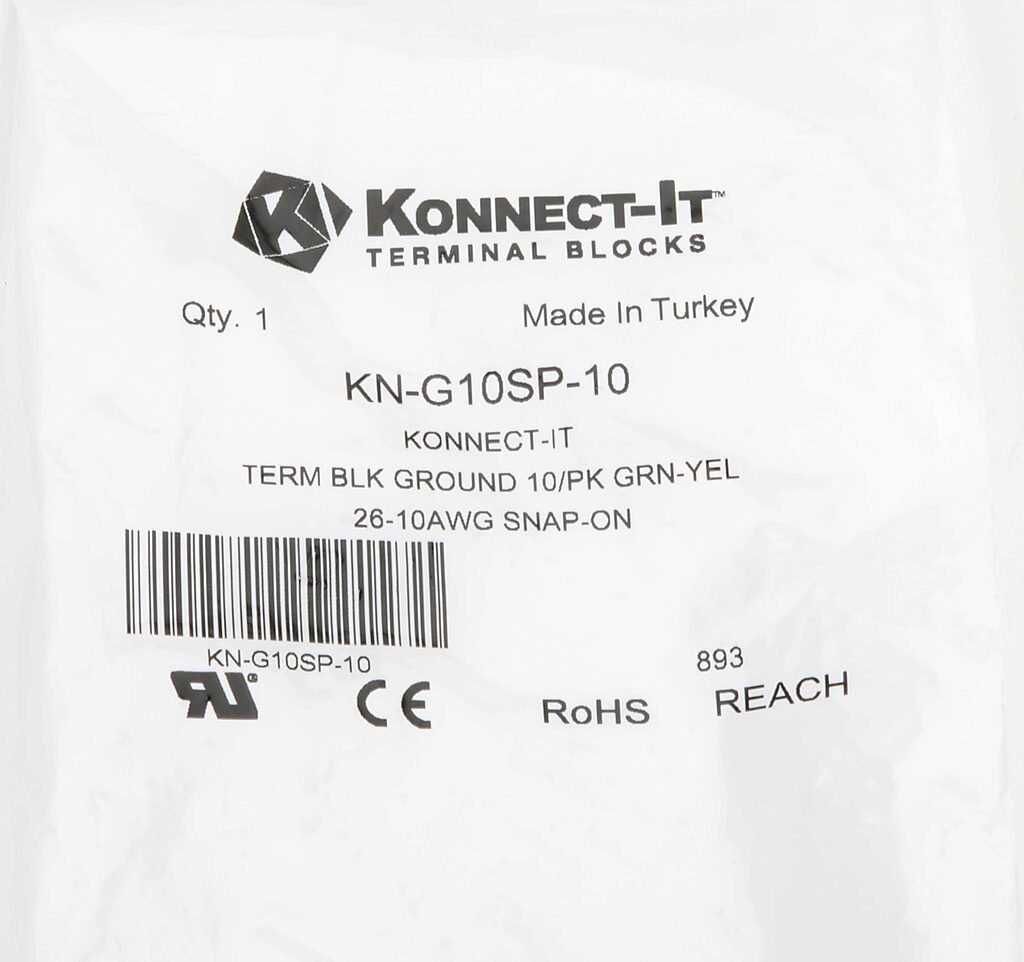 KONNECT-IT™
TERMINAL BLOCKS
Qty. 1
Made In Turkey
KN-G10SP-10
KONNECT-IT
TERM BLK GROUND 10/PK GRN-YEL
26-10AWG SNAP-ON
KN-G10SP-10
893
RU®
CE
RoHS
REACH